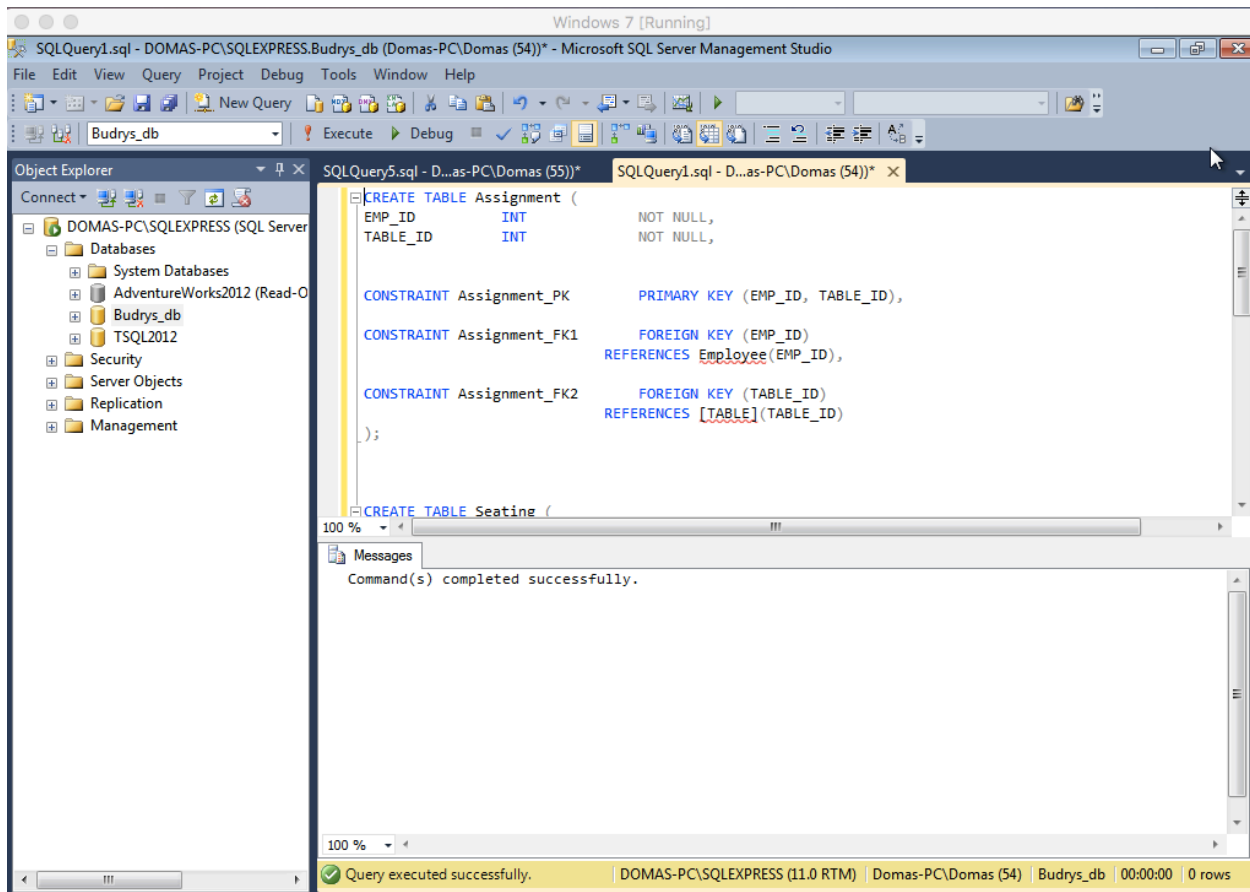 Windows 7 [Running]
SQLQuery1.sql - DOMAS-PC\SQLEXPRESS.Budrys_db (Domas-PC\Domas (54))* - Microsoft SQL Server Management Studio
File Edit View Query Project Debug Tools Window Help
New Query
Budrys_db Execute Debug
Object Explorer
Connect
DOMAS-PC\SQLEXPRESS (SQL Server
Databases
System Databases
AdventureWorks2012 (Read-O
Budrys_db
TSQL2012
Security
Server Objects
Replication
Management
SQLQuery5.sql - D...as-PC\Domas (55))* SQLQuery1.sql - D...as-PC\Domas (54))*
CREATE TABLE Assignment (
EMP_ID INT NOT NULL,
TABLE_ID INT NOT NULL,
CONSTRAINT Assignment_PK PRIMARY KEY (EMP_ID, TABLE_ID),
CONSTRAINT Assignment_FK1 FOREIGN KEY (EMP_ID)
REFERENCES Employee(EMP_ID),
CONSTRAINT Assignment_FK2 FOREIGN KEY (TABLE_ID)
REFERENCES [TABLE](TABLE_ID)
);
CREATE TABLE Seating (
100 %
Messages
Command(s) completed successfully.
100 %
Query executed successfully. DOMAS-PC\SQLEXPRESS (11.0 RTM) Domas-PC\Domas (54) Budrys_db 00:00:00 0 rows